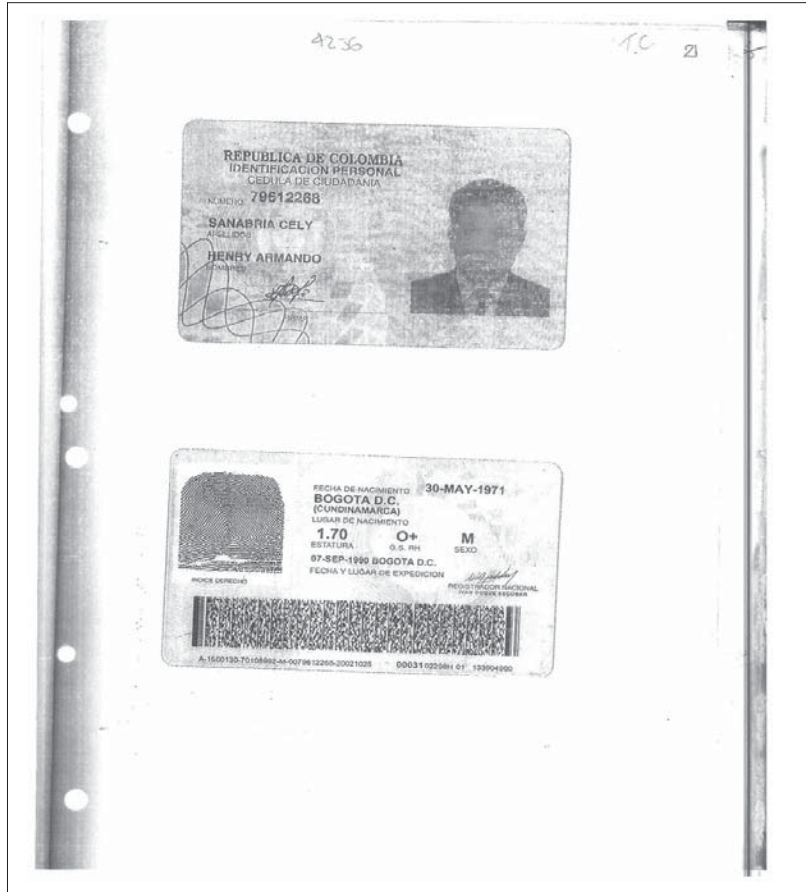 4256 T.C 21
REPUBLICA DE COLOMBIA
IDENTIFICACION PERSONAL
CEDULA DE CIUDADANIA
NUMERO 79612268
SANABRIA CELY
APELLIDOS
HENRY ARMANDO
NOMBRES
FECHA DE NACIMIENTO 30-MAY-1971
BOGOTA D.C.
(CUNDINAMARCA)
LUGAR DE NACIMIENTO
1.70 O+ M
ESTATURA G.S. RH SEXO
07-SEP-1990 BOGOTA D.C.
FECHA Y LUGAR DE EXPEDICION
INDICE DERECHO
REGISTRADOR NACIONAL